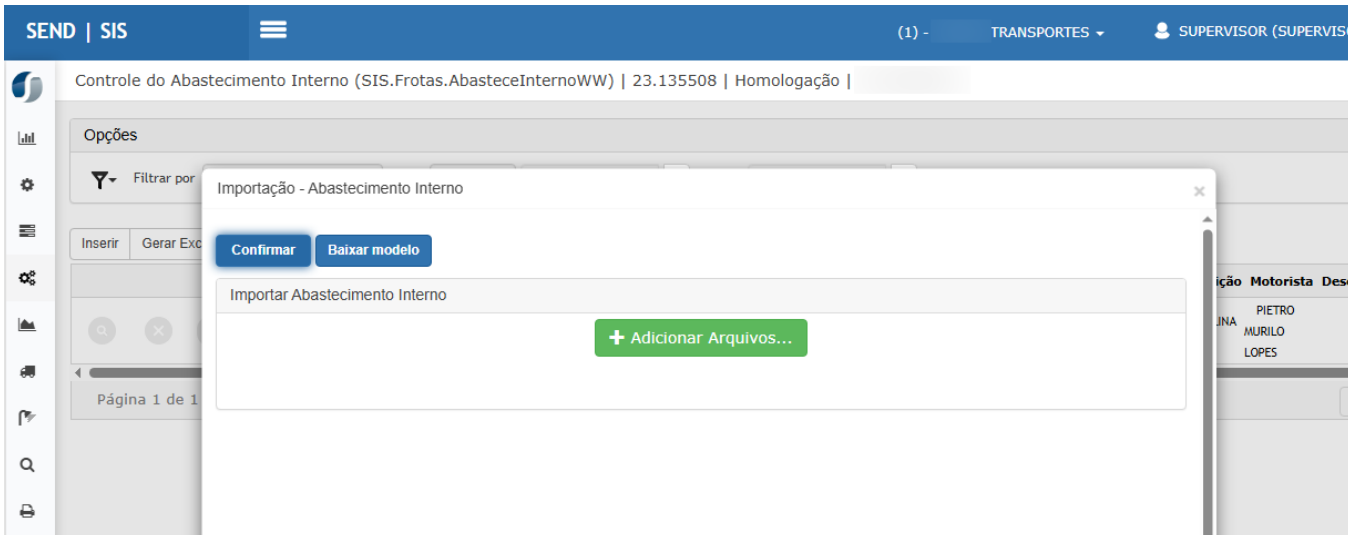 SEND | SIS
(1) - TRANSPORTES
SUPERVISOR (SUPERVIS
Controle do Abastecimento Interno (SIS.Frotas.AbasteceInternoWW) | 23.135508 | Homologação |
Opções
Filtrar por
Importação - Abastecimento Interno
×
Inserir Gerar Exc
Confirmar Baixar modelo
Importar Abastecimento Interno
Adicionar Arquivos...
ição Motorista Des
INA PIETRO
MURILO
LOPES
Página 1 de 1